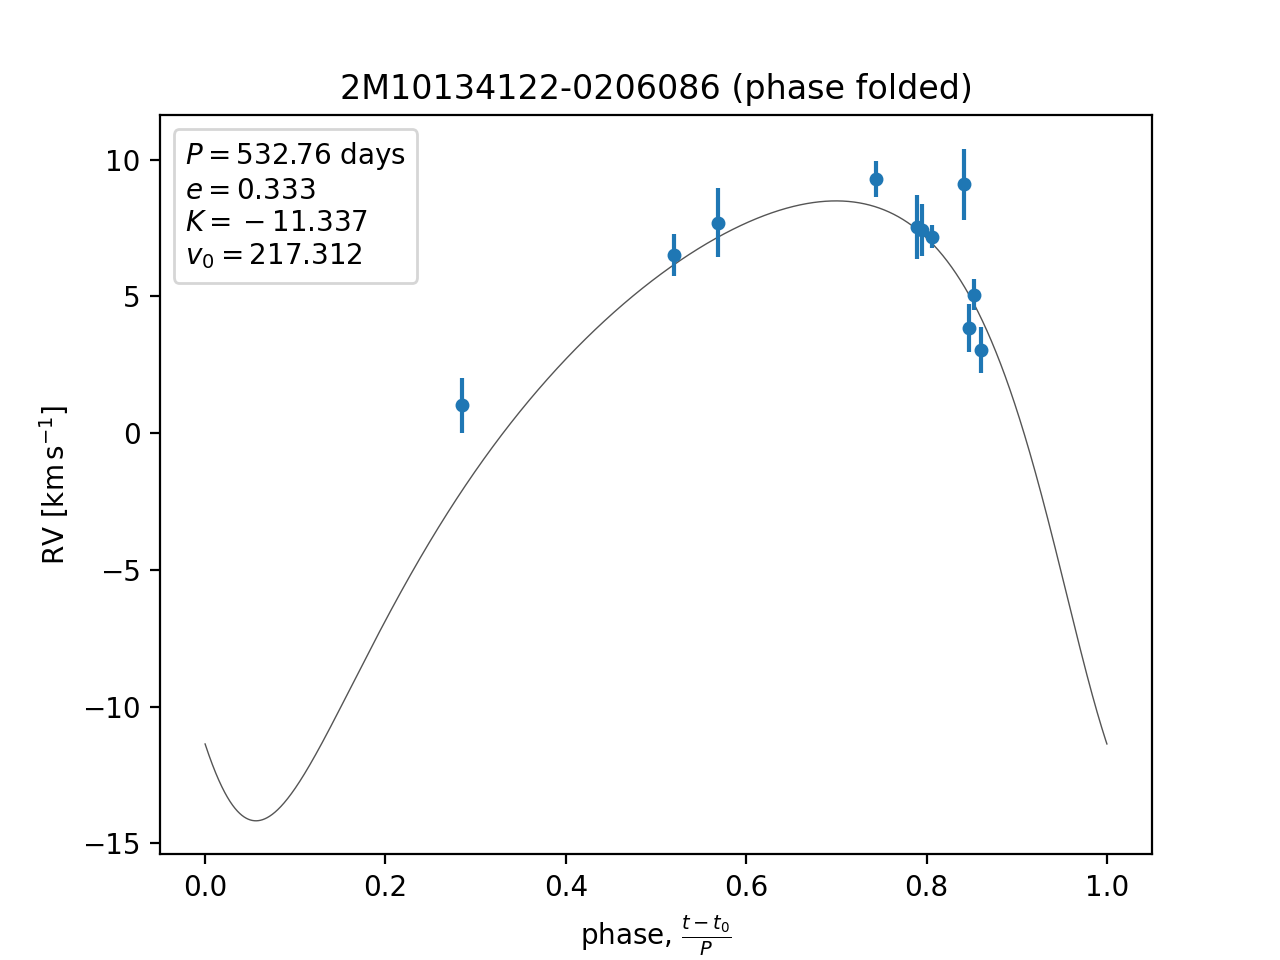 2M10134122-0206086 (phase folded)
P = 532.76 days
e = 0.333
K = −11.337
v₀ = 217.312
RV [km s⁻¹]
10
5
0
−5
−10
−15
0.0 0.2 0.4 0.6 0.8 1.0
phase, (t − t₀)/P